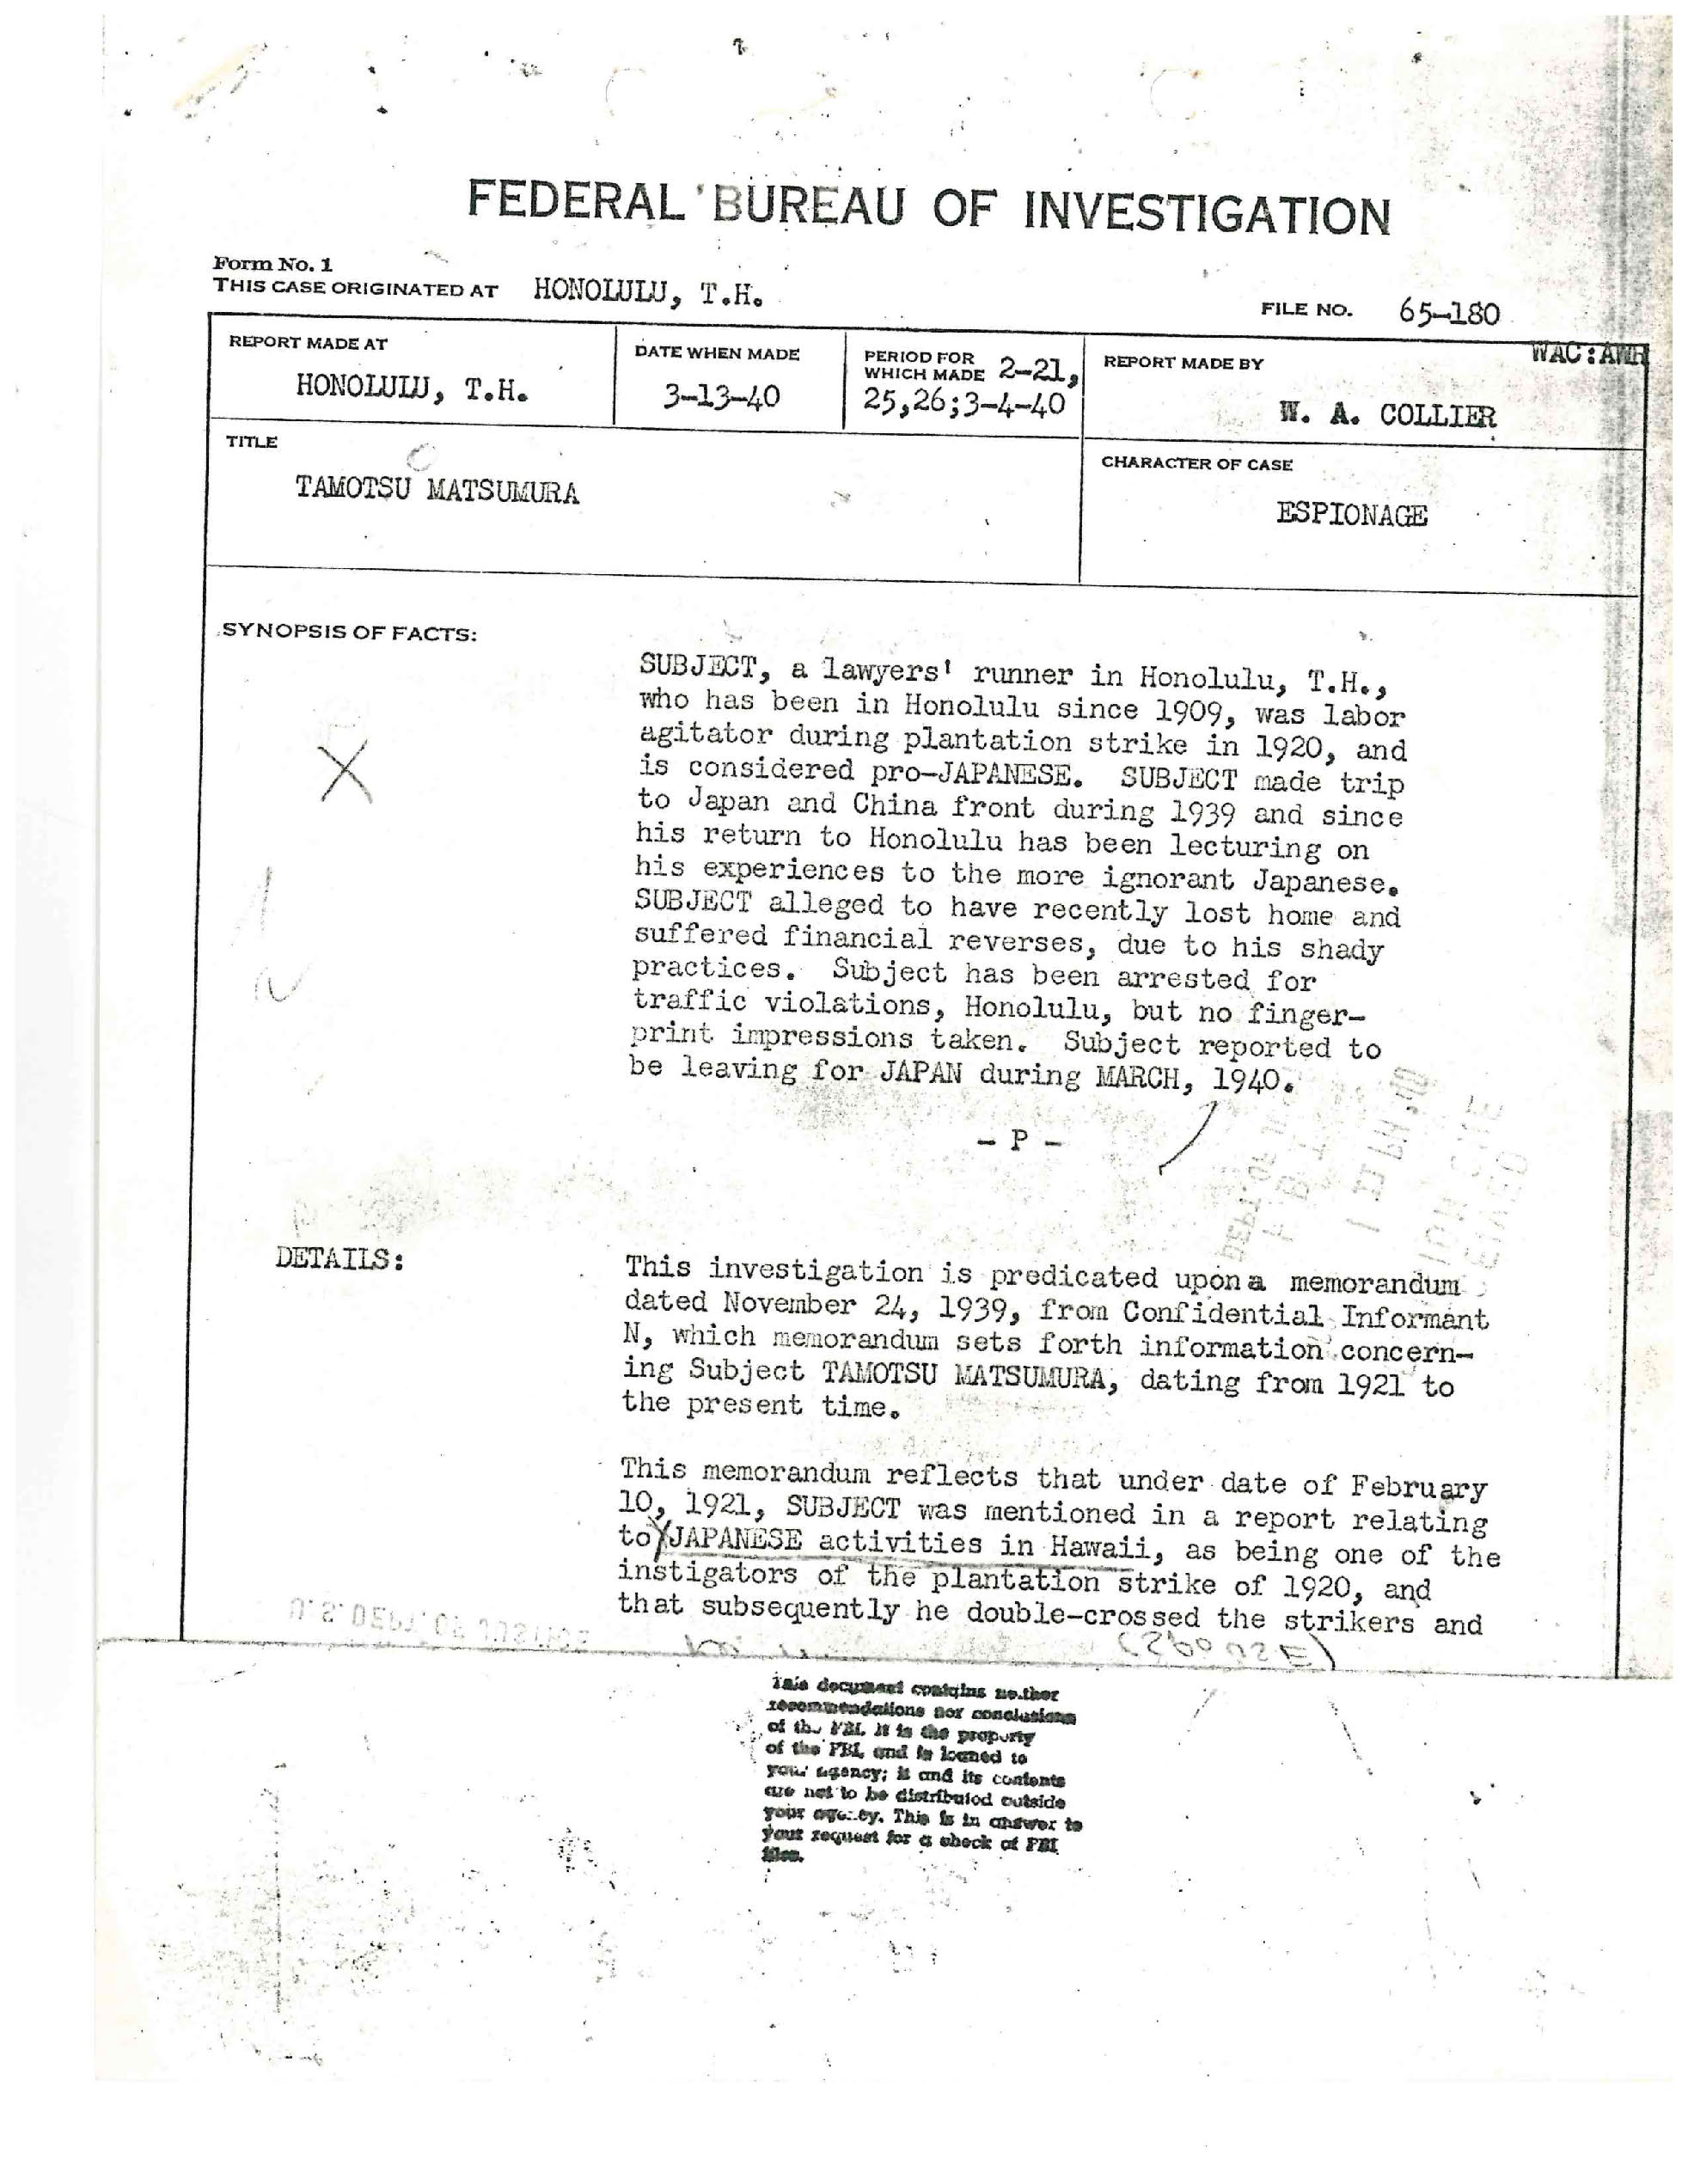 FEDERAL BUREAU OF INVESTIGATION
Form No. 1
THIS CASE ORIGINATED AT HONOLULU, T.H. FILE NO. 65-180
WAC:AWH
REPORT MADE AT DATE WHEN MADE PERIOD FOR WHICH MADE REPORT MADE BY
HONOLULU, T.H. 3-13-40 2-21, 25,26;3-4-40 W. A. COLLIER
TITLE CHARACTER OF CASE
TAMOTSU MATSUMURA ESPIONAGE
SYNOPSIS OF FACTS:
SUBJECT, a lawyers' runner in Honolulu, T.H.,
who has been in Honolulu since 1909, was labor
agitator during plantation strike in 1920, and
is considered pro-JAPANESE. SUBJECT made trip
to Japan and China front during 1939 and since
his return to Honolulu has been lecturing on
his experiences to the more ignorant Japanese.
SUBJECT alleged to have recently lost home and
suffered financial reverses, due to his shady
practices. Subject has been arrested for
traffic violations, Honolulu, but no finger-
print impressions taken. Subject reported to
be leaving for JAPAN during MARCH, 1940.
- P -
DETAILS:
This investigation is predicated upon a memorandum
dated November 24, 1939, from Confidential Informant
N, which memorandum sets forth information concern-
ing Subject TAMOTSU MATSUMURA, dating from 1921 to
the present time.
This memorandum reflects that under date of February
10, 1921, SUBJECT was mentioned in a report relating
to JAPANESE activities in Hawaii, as being one of the
instigators of the plantation strike of 1920, and
that subsequently he double-crossed the strikers and
This document contains neither
recommendations nor conclusions
of the FBI. It is the property
of the FBI, and is loaned to
your agency; it and its contents
are not to be distributed outside
your agency. This is in answer to
your request for a check of FBI
files.